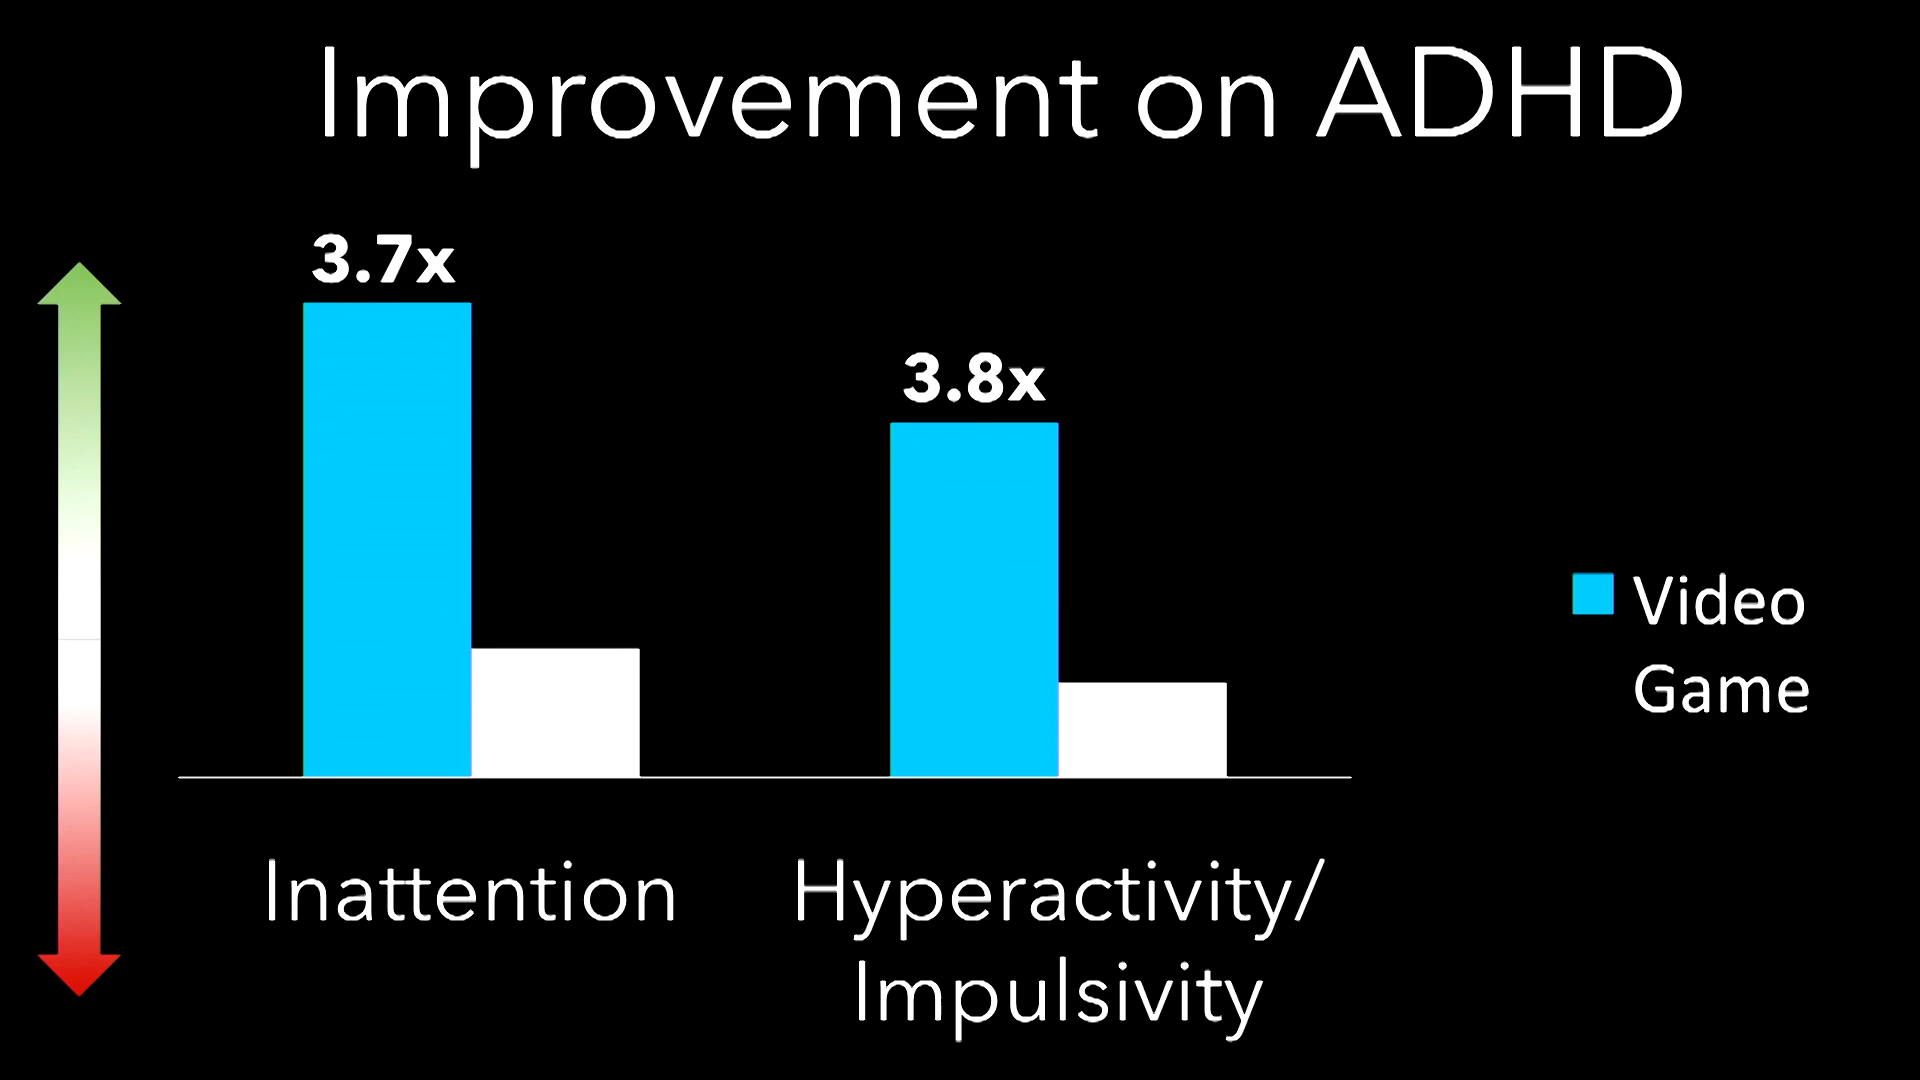 Improvement on ADHD
3.7x
3.8x
Video
Game
Inattention
Hyperactivity/
Impulsivity